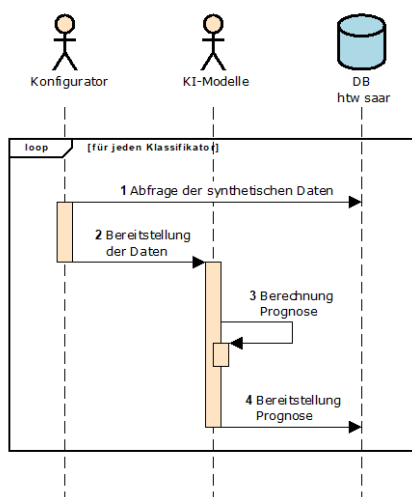 Konfigurator
KI-Modelle
DB
htw saar
loop
[für jeden Klassifikator]
1 Abfrage der synthetischen Daten
2 Bereitstellung
der Daten
3 Berechnung
Prognose
4 Bereitstellung
Prognose